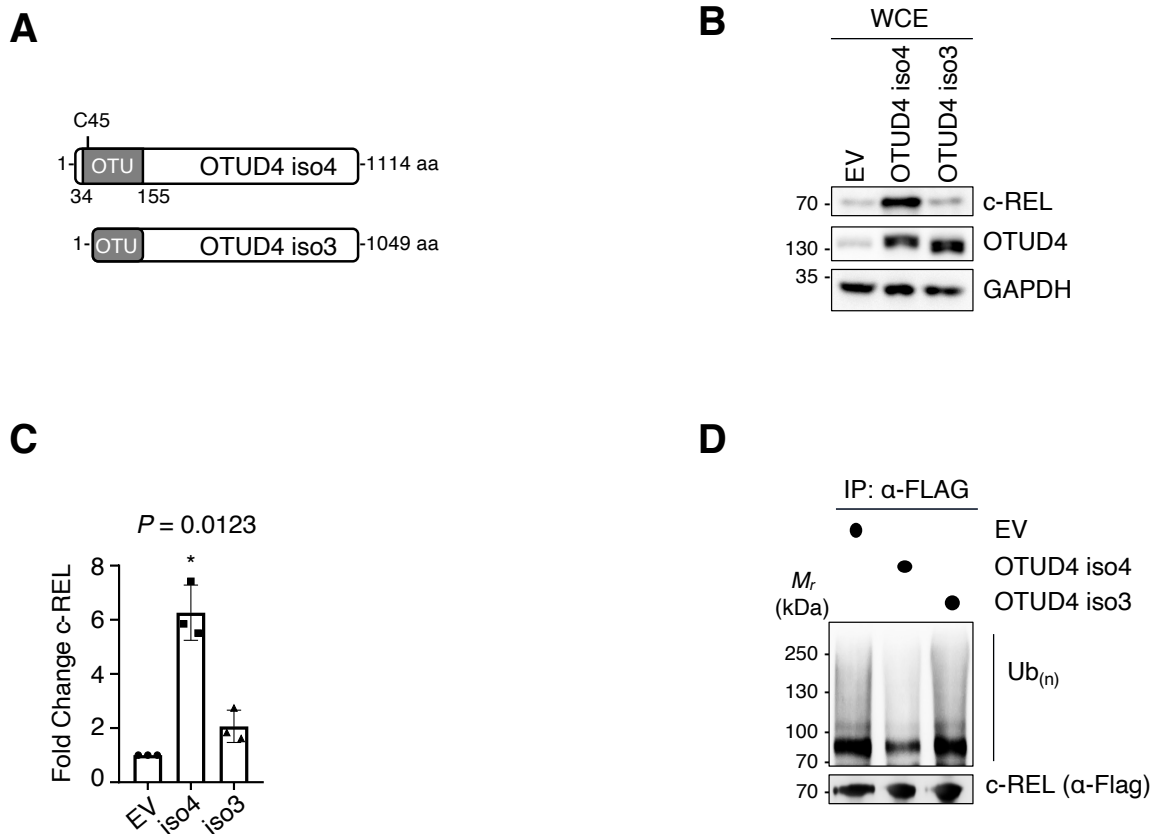 A
C45
1- OTU OTUD4 iso4 -1114 aa
34 155
1- OTU OTUD4 iso3 -1049 aa
B
WCE
EV
OTUD4 iso4
OTUD4 iso3
70 - c-REL
130 - OTUD4
35 -
GAPDH
C
P = 0.0123
*
Fold Change c-REL
8
6
4
2
0
EV
iso4
iso3
D
IP: α-FLAG
EV
OTUD4 iso4
OTUD4 iso3
Mr
(kDa)
250 -
130 -
100 -
70 -
Ub(n)
70 - c-REL (α-Flag)